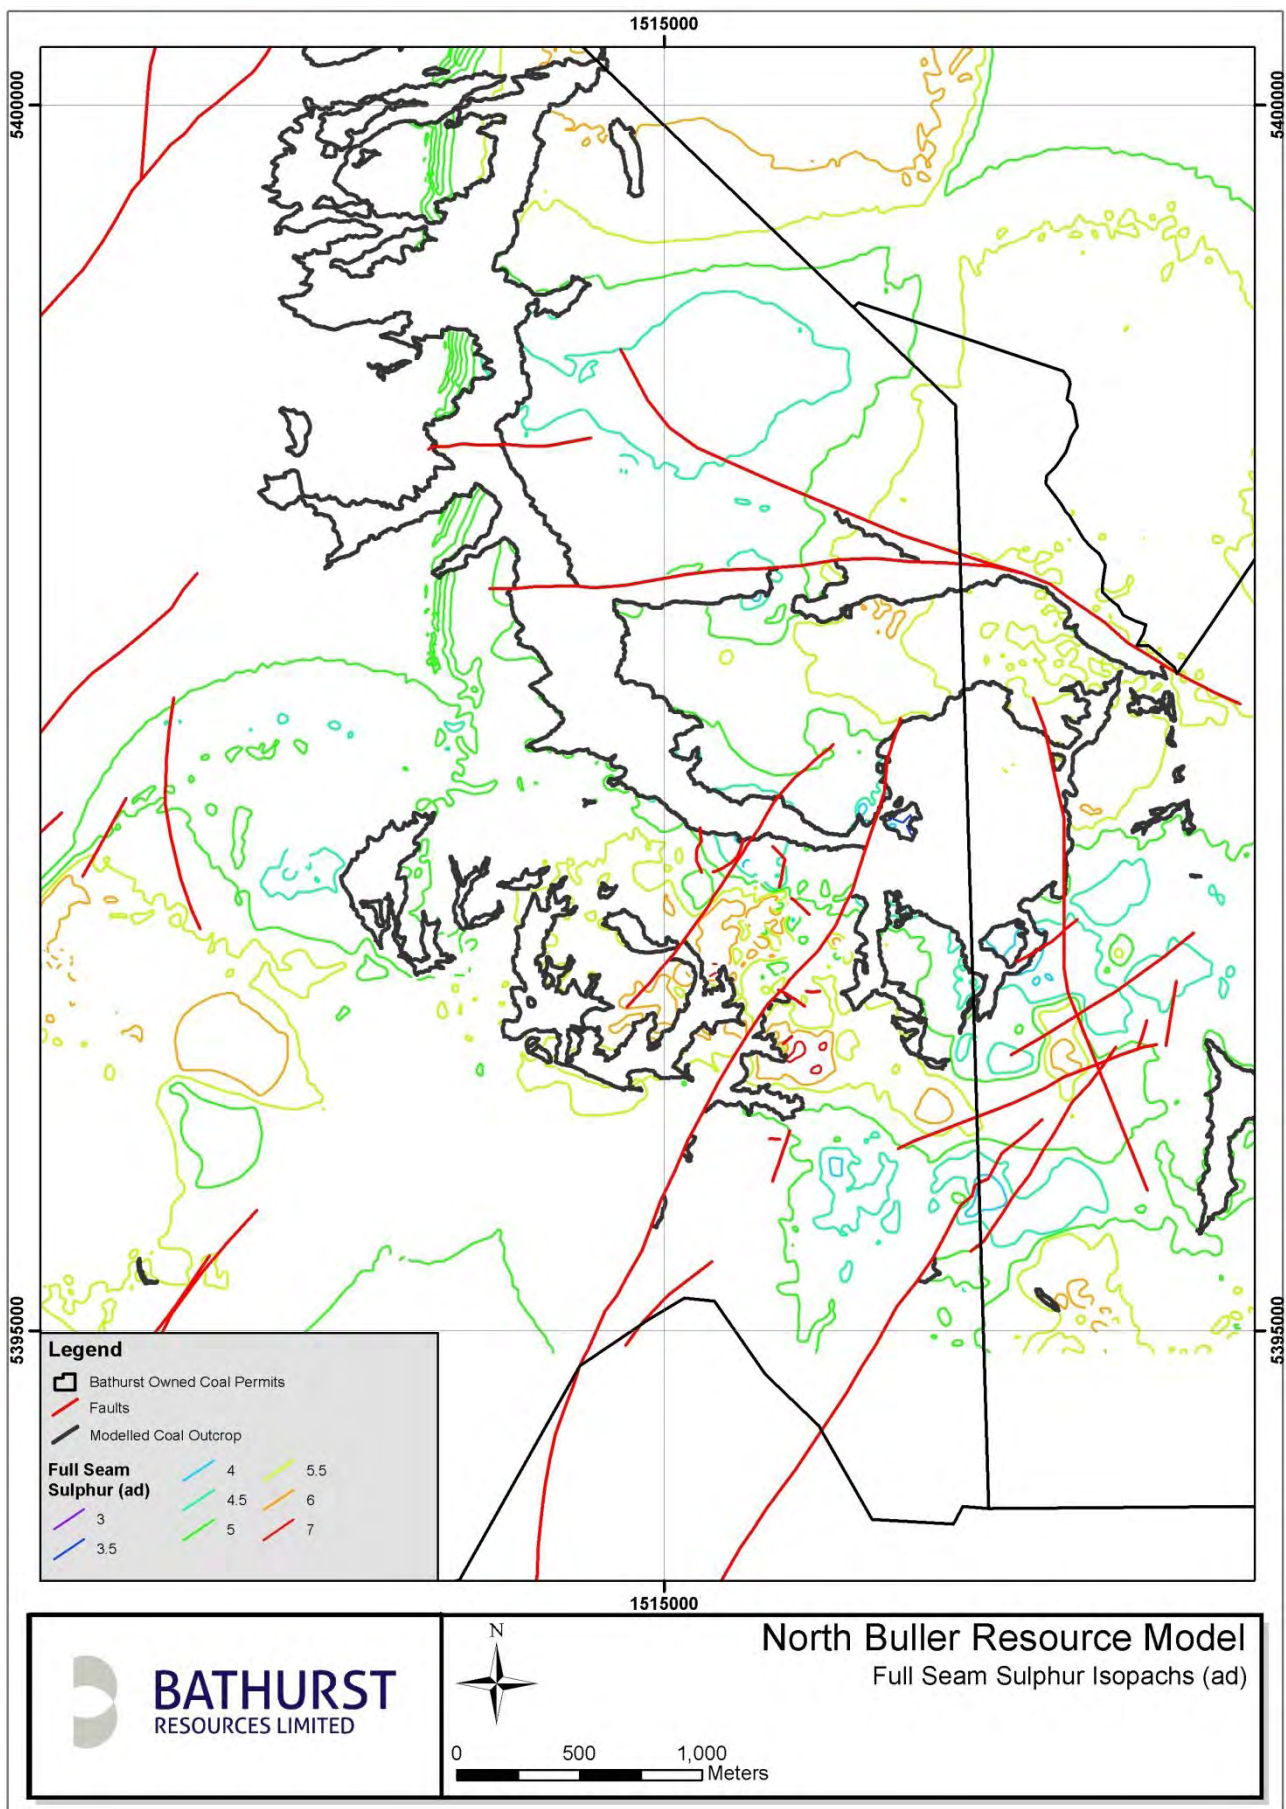 1515000
5400000
5400000
5395000
5395000
Legend
Bathurst Owned Coal Permits
Faults
Modelled Coal Outcrop
Full Seam
Sulphur (ad)
3
3.5
4
4.5
5
5.5
6
7
1515000
BATHURST
RESOURCES LIMITED
N
0 500 1,000
Meters
North Buller Resource Model
Full Seam Sulphur Isopachs (ad)